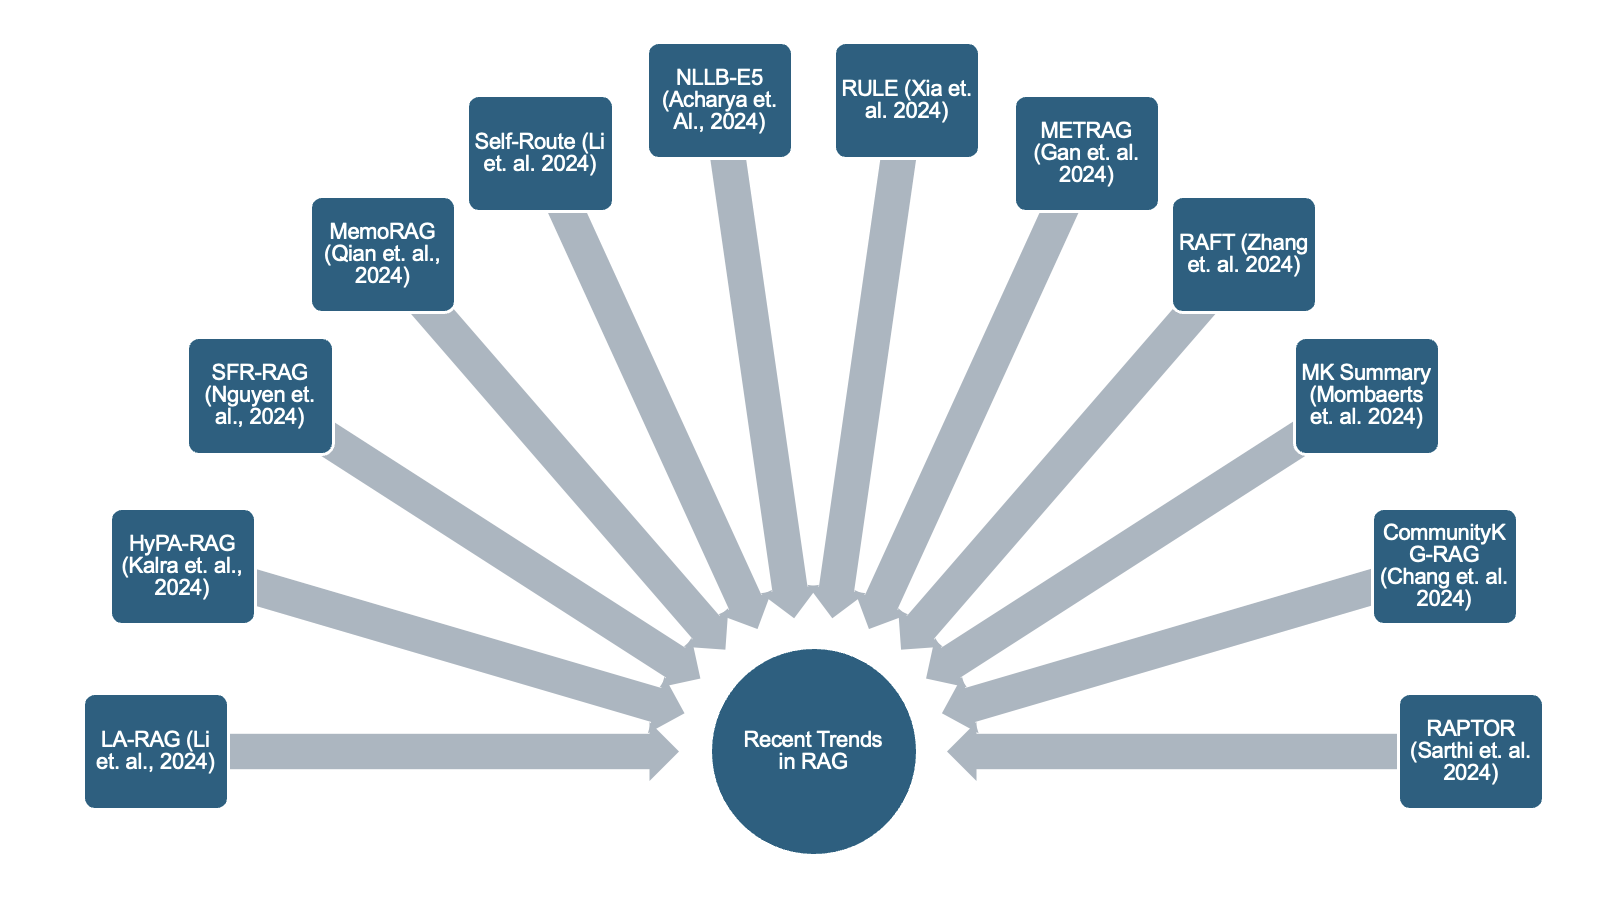 NLLB-E5
(Acharya et.
Al., 2024)
RULE (Xia et.
al. 2024)
Self-Route (Li
et. al. 2024)
METRAG
(Gan et. al.
2024)
MemoRAG
(Qian et. al.,
2024)
RAFT (Zhang
et. al. 2024)
SFR-RAG
(Nguyen et.
al., 2024)
MK Summary
(Mombaerts
et. al. 2024)
HyPA-RAG
(Kalra et. al.,
2024)
CommunityK
G-RAG
(Chang et. al.
2024)
LA-RAG (Li
et. al., 2024)
Recent Trends
in RAG
RAPTOR
(Sarthi et. al.
2024)